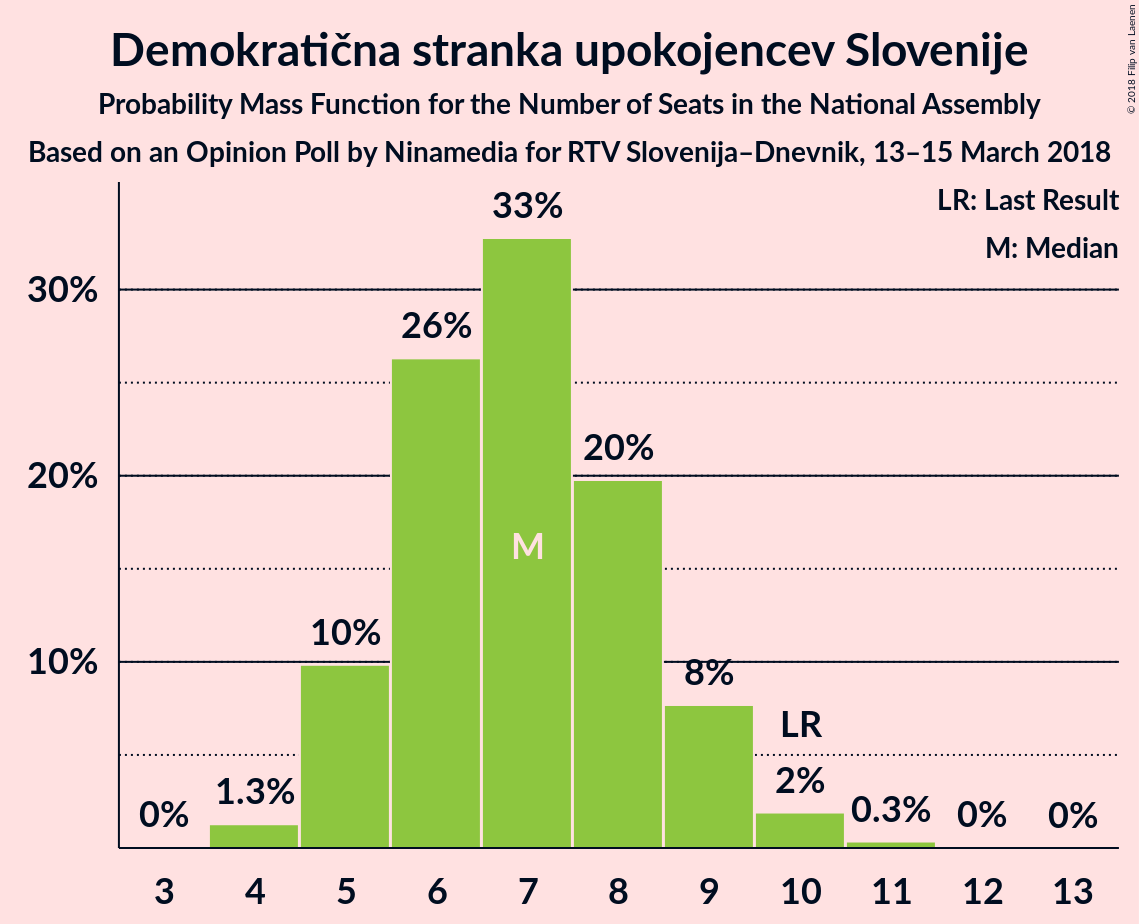 Demokratična stranka upokojencev Slovenije
Probability Mass Function for the Number of Seats in the National Assembly
Based on an Opinion Poll by Ninamedia for RTV Slovenija–Dnevnik, 13–15 March 2018
© 2018 Filip van Laenen
LR: Last Result
M: Median
33%
30%
26%
20%
20%
M
10%
10%
8%
LR
2%
1.3%
0.3%
0%
0%
0%
3 4 5 6 7 8 9 10 11 12 13